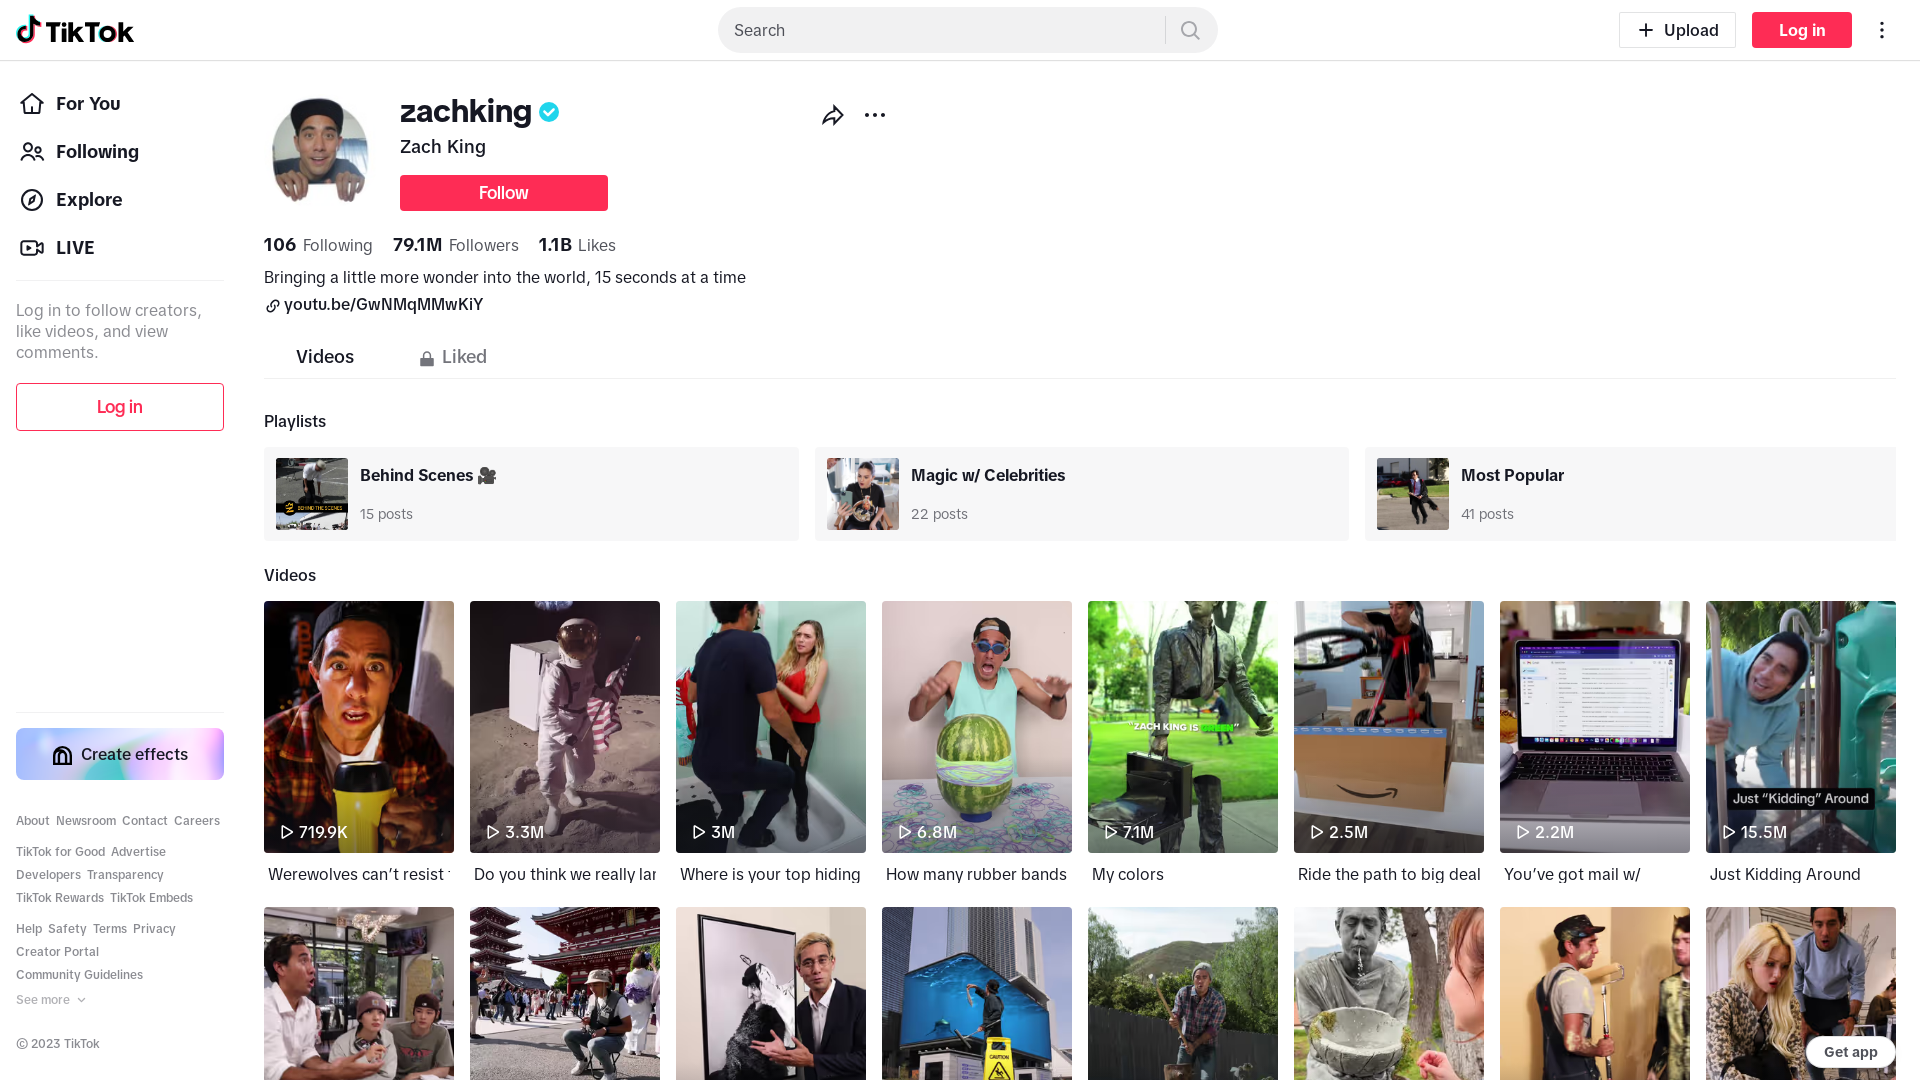 TikTok
Search
Upload
Log in
For You
Following
Explore
LIVE
Log in to follow creators,
like videos, and view
comments.
Log in
Create effects
About Newsroom Contact Careers
TikTok for Good Advertise
Developers Transparency
TikTok Rewards TikTok Embeds
Help Safety Terms Privacy
Creator Portal
Community Guidelines
See more
© 2023 TikTok
zachking
Zach King
Follow
106 Following 79.1M Followers 1.1B Likes
Bringing a little more wonder into the world, 15 seconds at a time
youtu.be/GwNMqMMwKiY
Videos
Liked
Playlists
BEHIND THE SCENES
Behind Scenes 🎥
15 posts
Magic w/ Celebrities
22 posts
Most Popular
41 posts
Videos
719.9K
Werewolves can’t resist
3.3M
Do you think we really lan
3M
Where is your top hiding
6.8M
How many rubber bands
"ZACH KING IS GREEN"
7.1M
My colors
2.5M
Ride the path to big deal
2.2M
You’ve got mail w/
Just “Kidding” Around
15.5M
Just Kidding Around
CAUTION
Get app